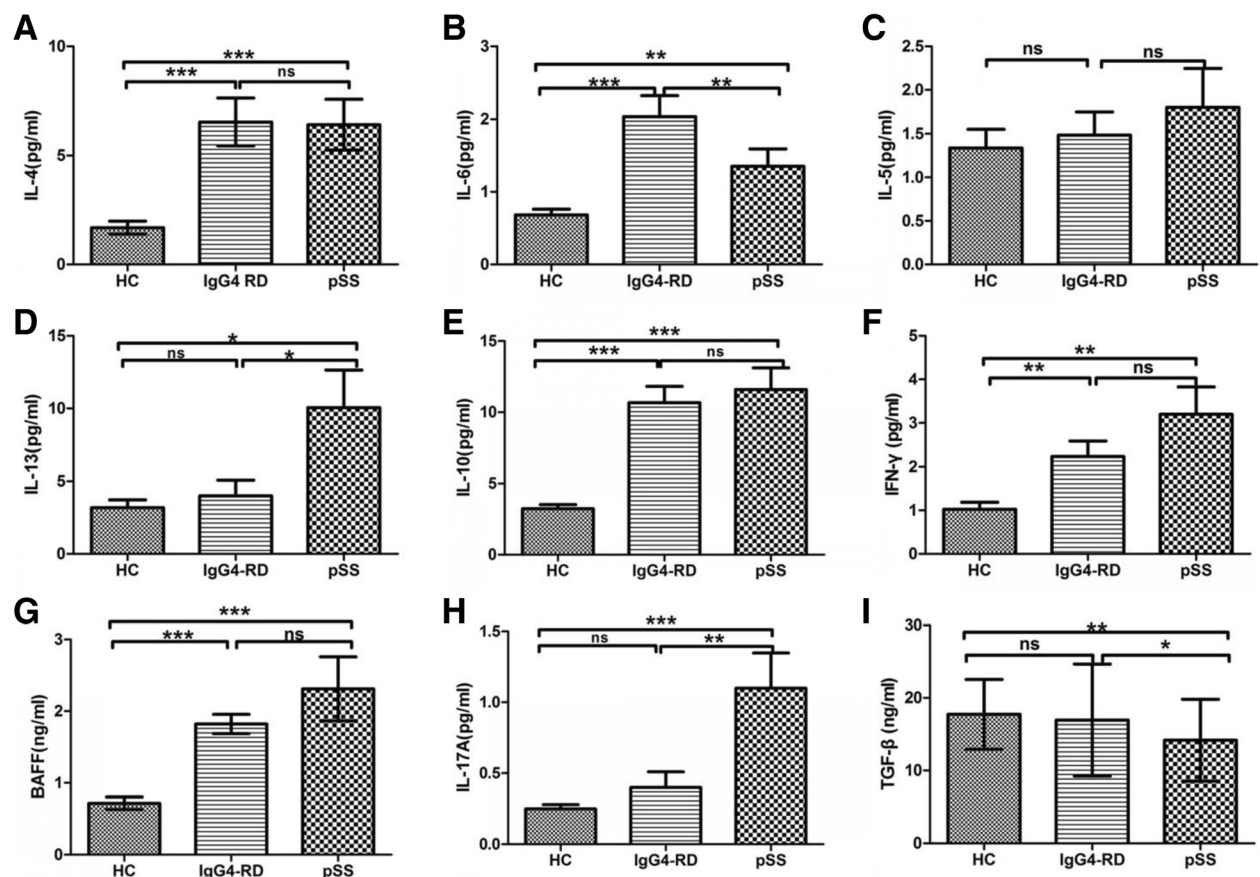 A
IL-4(pg/ml)
10
5
0
***
***
ns
HC
IgG4 RD
pSS
B
IL-6(pg/ml)
3
2
1
0
**
***
**
HC
IgG4-RD
pSS
C
IL-5(pg/ml)
2.5
2.0
1.5
1.0
0.5
0.0
ns
ns
HC
IgG4-RD
pSS
D
IL-13(pg/ml)
15
10
5
0
*
ns
*
HC
IgG4-RD
pSS
E
IL-10(pg/ml)
15
10
5
0
***
***
ns
HC
IgG4-RD
pSS
F
IFN-γ (pg/ml)
5
4
3
2
1
0
**
**
ns
HC
IgG4-RD
pSS
G
BAFF(ng/ml)
3
2
1
0
***
***
ns
HC
IgG4-RD
pSS
H
IL-17A(pg/ml)
1.5
1.0
0.5
0.0
***
ns
**
HC
IgG4-RD
pSS
I
TGF-β (ng/ml)
30
20
10
0
**
ns
*
HC
IgG4-RD
pSS